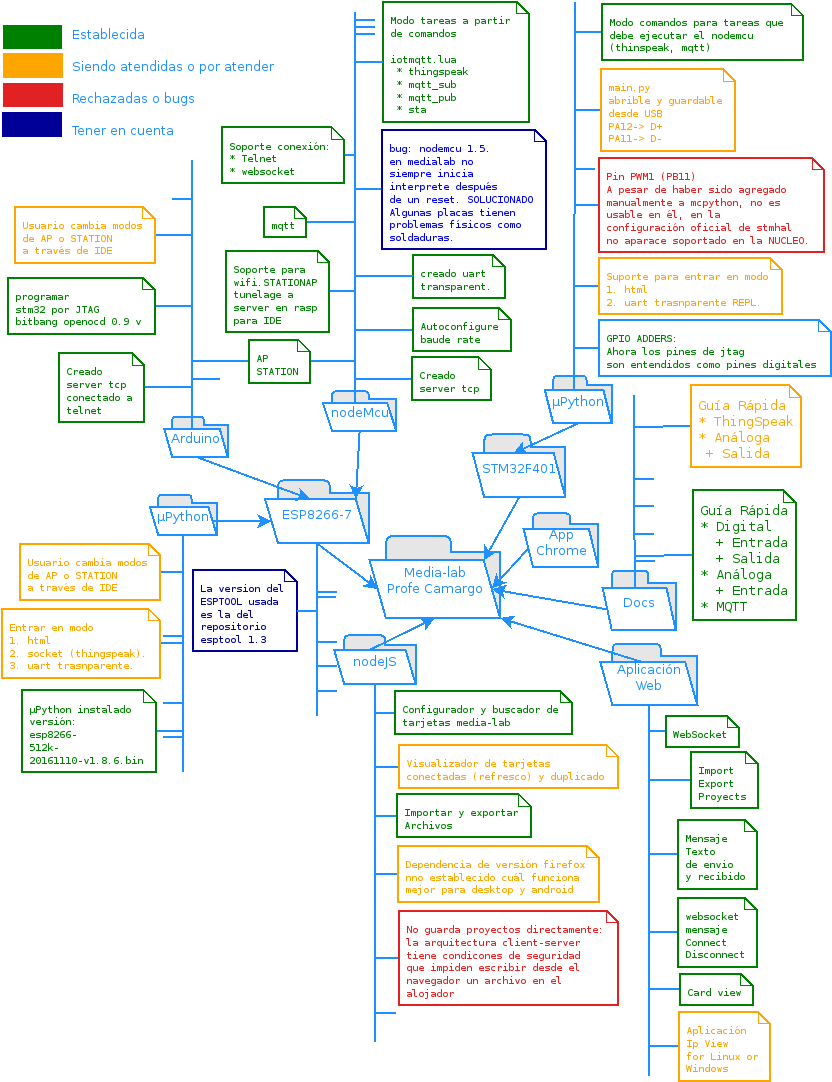 Establecida
Siendo atendidas o por atender
Rechazadas o bugs
Tener en cuenta
Modo tareas a partir
de comandos
iotmqtt.lua
* thingspeak
* mqtt_sub
* mqtt_pub
* sta
Modo comandos para tareas que
debe ejecutar el nodemcu
(thinspeak, mqtt)
main.py
abrible y guardable
desde USB
PA12-> D+
PA11-> D-
Soporte conexión:
* Telnet
* websocket
bug: nodemcu 1.5.
en medialab no
siempre inicia
interprete después
de un reset. SOLUCIONADO
Algunas placas tienen
problemas físicos como
soldaduras.
Pin PWM1 (PB11)
A pesar de haber sido agregado
manualmente a mcpython, no es
usable en él, en la
configuración oficial de stmhal
no aparace soportado en la NUCLEO.
Usuario cambia modos
de AP o STATION
a través de IDE
mqtt
Soporte para
wifi.STATIONAP
tunelage a
server en rasp
para IDE
creado uart
transparent.
Suporte para entrar en modo
1. html
2. uart trasnparente REPL.
programar
stm32 por JTAG
bitbang openocd 0.9 v
Autoconfigure
baude rate
GPIO ADDERS:
Ahora los pines de jtag
son entendidos como pines digitales
Creado
server tcp
conectado a
telnet
AP
STATION
Creado
server tcp
Arduino
nodeMcu
µPython
Guía Rápida
* ThingSpeak
* Análoga
+ Salida
STM32F401
µPython
ESP8266-7
App
Chrome
Guía Rápida
* Digital
+ Entrada
+ Salida
* Análoga
+ Entrada
* MQTT
Usuario cambia modos
de AP o STATION
a través de IDE
La version del
ESPTOOL usada
es la del
repositorio
esptool 1.3
Media-lab
Profe Camargo
Docs
Entrar en modo
1. html
2. socket (thingspeak).
3. uart trasnparente.
nodeJS
Aplicación
Web
µPython instalado
versión:
esp8266-
512k-
20161110-v1.8.6.bin
Configurador y buscador de
tarjetas media-lab
WebSocket
Visualizador de tarjetas
conectadas (refresco) y duplicado
Import
Export
Proyects
Importar y exportar
Archivos
Mensaje
Texto
de envio
y recibido
Dependencia de versión firefox
nno establecido cuál funciona
mejor para desktop y android
websocket
mensaje
Connect
Disconnect
No guarda proyectos directamente:
la arquitectura client-server
tiene condicones de seguridad
que impiden escribir desde el
navegador un archivo en el
alojador
Card view
Aplicación
Ip View
for Linux or
Windows